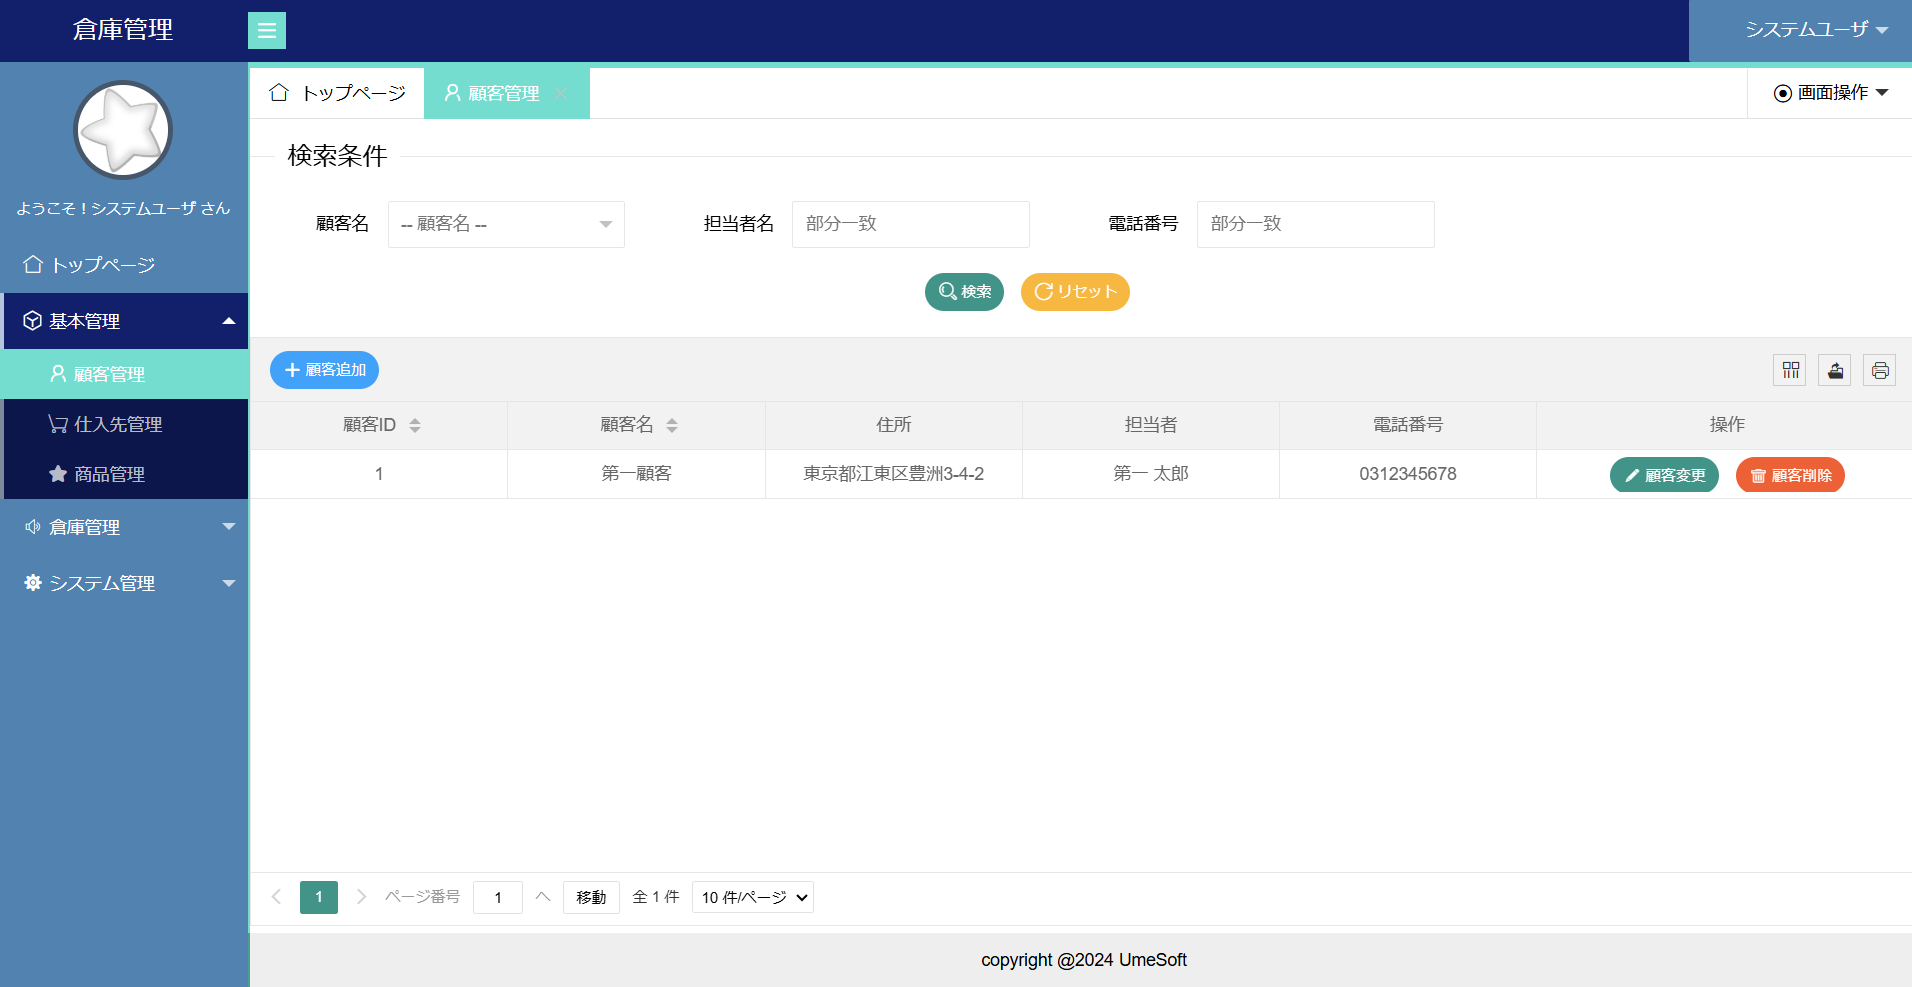 倉庫管理
システムユーザ
ようこそ！システムユーザ さん
トップページ
基本管理
顧客管理
仕入先管理
商品管理
倉庫管理
システム管理
トップページ 顧客管理 画面操作
検索条件
顧客名 -- 顧客名 -- 担当者名 部分一致 電話番号 部分一致
検索 リセット
顧客追加
顧客ID 顧客名 住所 担当者 電話番号 操作
1 第一顧客 東京都江東区豊洲3-4-2 第一 太郎 0312345678 顧客変更 顧客削除
1 ページ番号 1 へ 移動 全 1 件 10 件/ページ
copyright @2024 UmeSoft